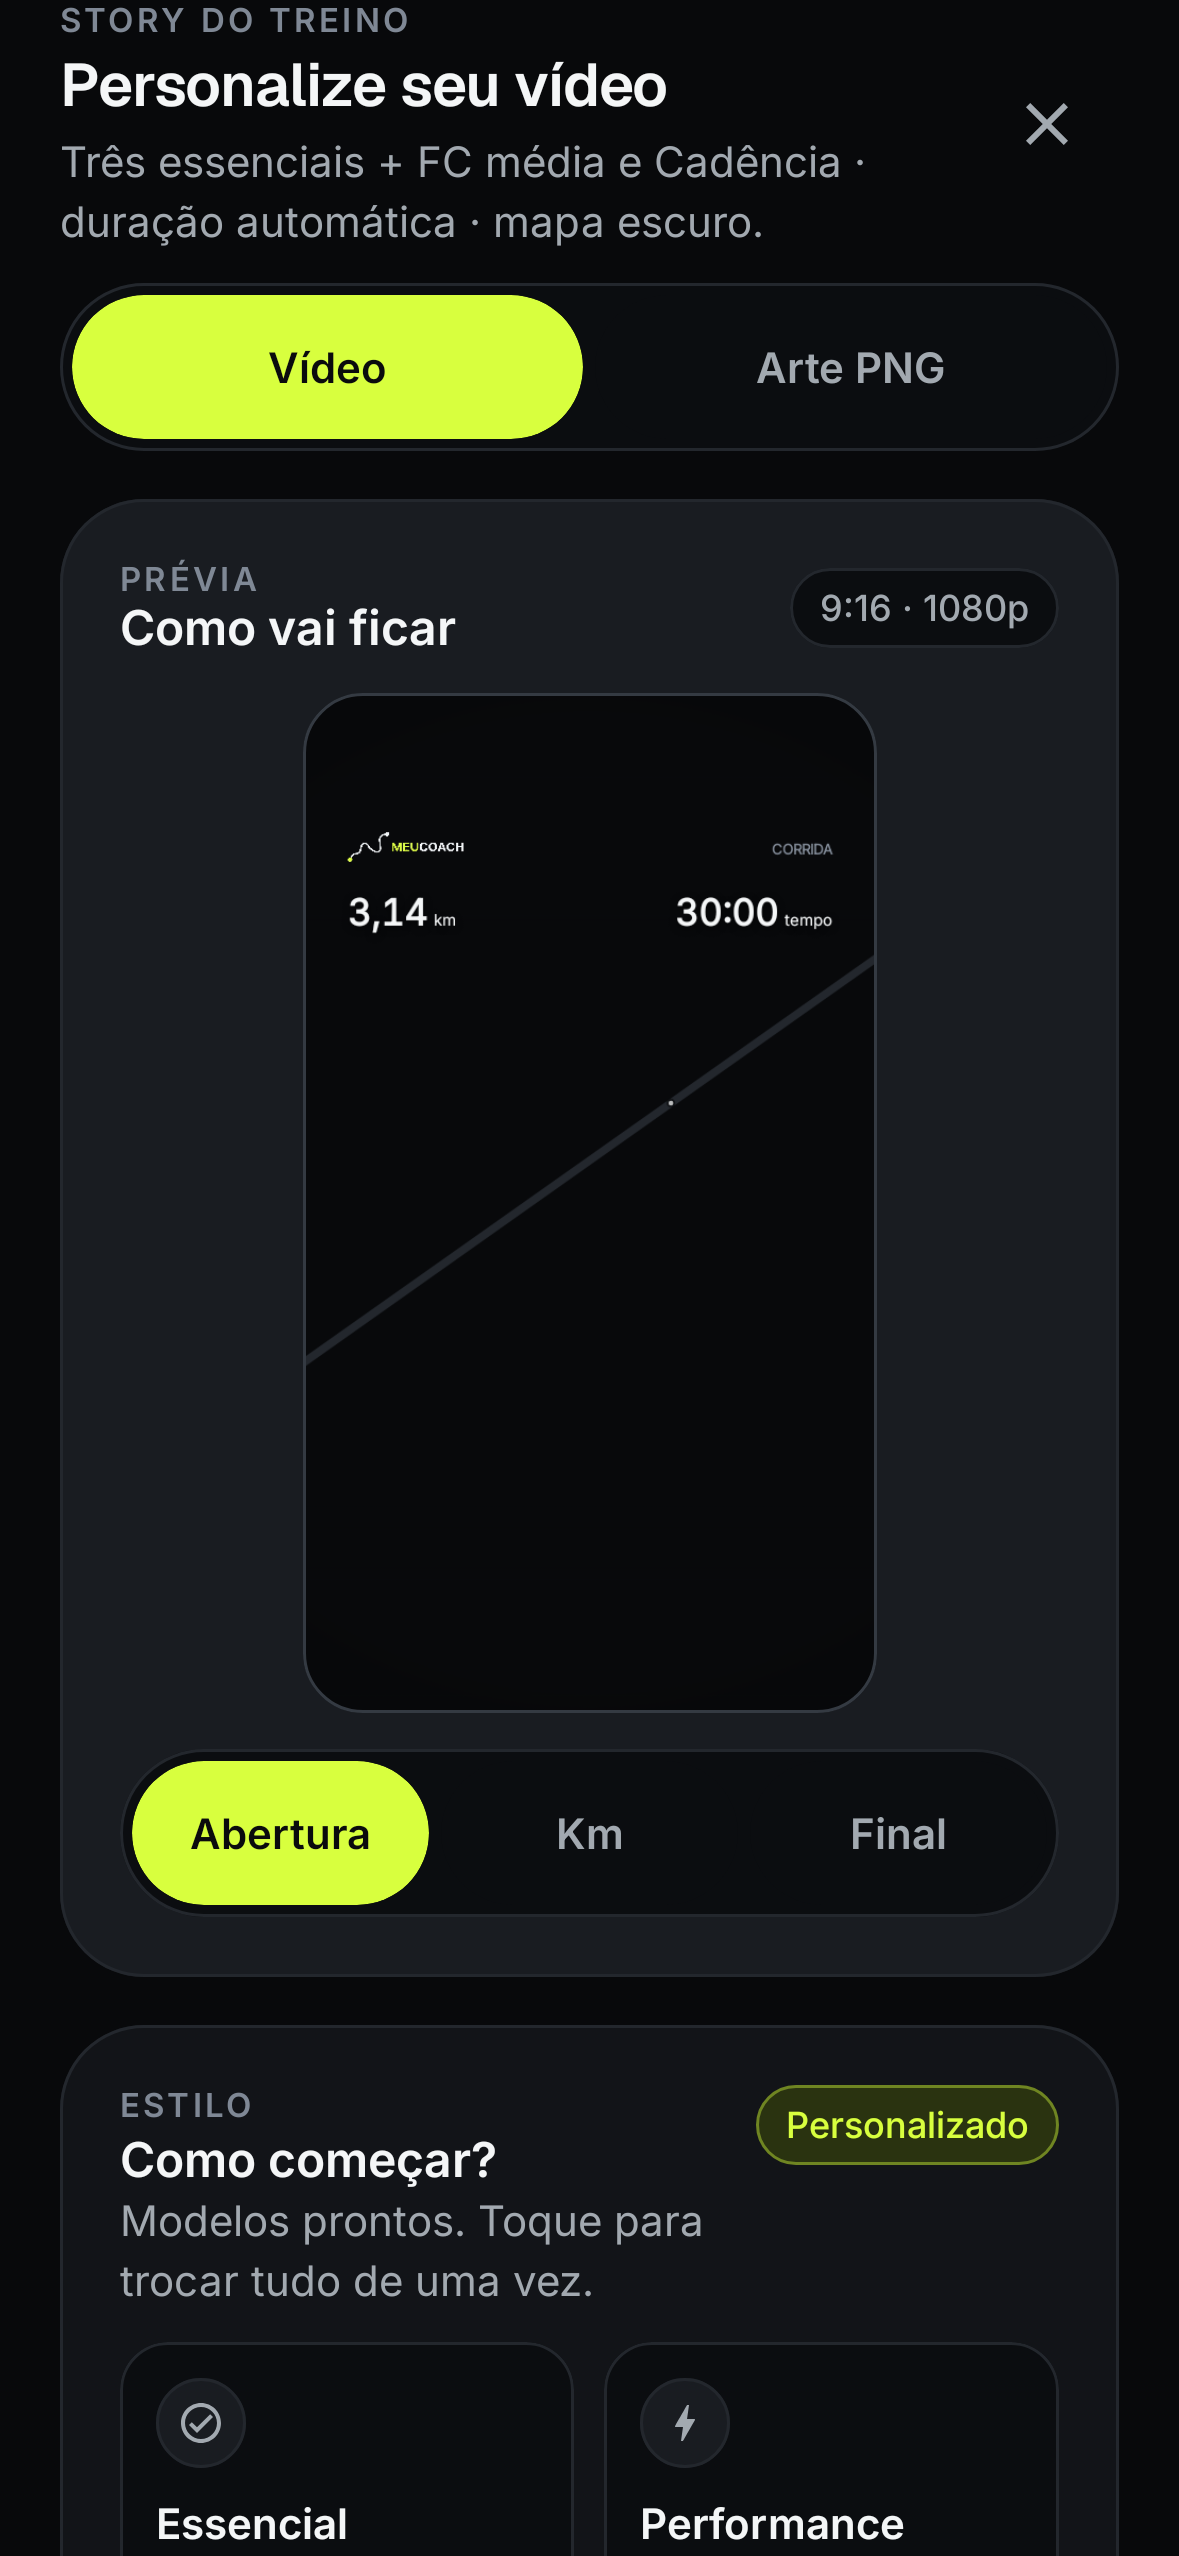 STORY DO TREINO
Personalize seu vídeo
Três essenciais + FC média e Cadência ·
duração automática · mapa escuro.
Vídeo
Arte PNG
PRÉVIA
Como vai ficar
9:16 · 1080p
MEUCOACH
CORRIDA
3,14 km
30:00 tempo
Abertura
Km
Final
ESTILO
Como começar?
Personalizado
Modelos prontos. Toque para
trocar tudo de uma vez.
Essencial
Performance